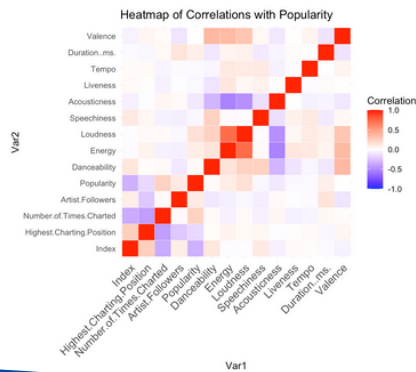 Heatmap of Correlations with Popularity
Valence
Duration..ms.
Tempo
Liveness
Acousticness
Speechiness
Loudness
Energy
Danceability
Popularity
Artist.Followers
Number.of.Times.Charted
Highest.Charting.Position
Index
Var2
Correlation
1.0
0.5
0.0
-0.5
-1.0
Index
Highest.Charting.Position
Number.of.Times.Charted
Artist.Followers
Popularity
Danceability
Energy
Loudness
Speechiness
Acousticness
Liveness
Tempo
Duration..ms.
Valence
Var1